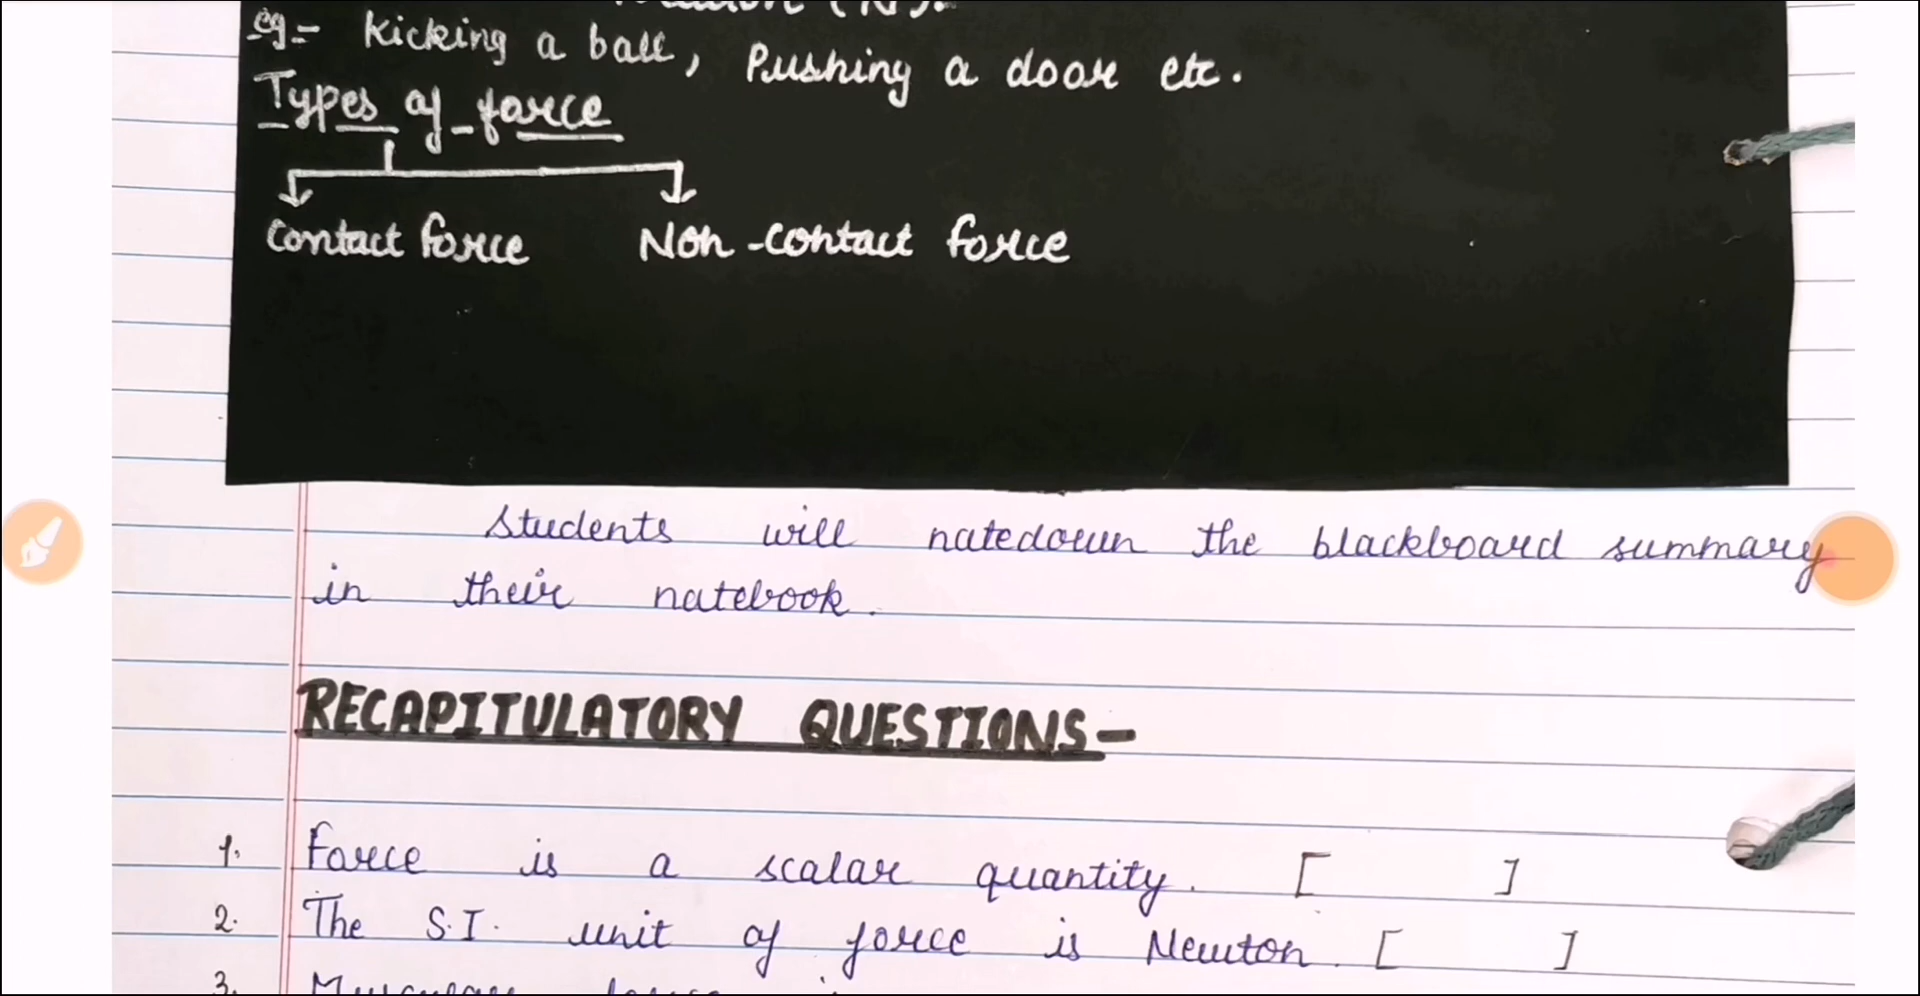 eg:- Kicking a ball, Pushing a door etc.
Types of force
Contact force Non-contact force
Students will notedown the blackboard summary
in their notebook.
RECAPITULATORY QUESTIONS-
1. Force is a scalar quantity. [ ]
2. The S.I. unit of force is Newton. [ ]
3.